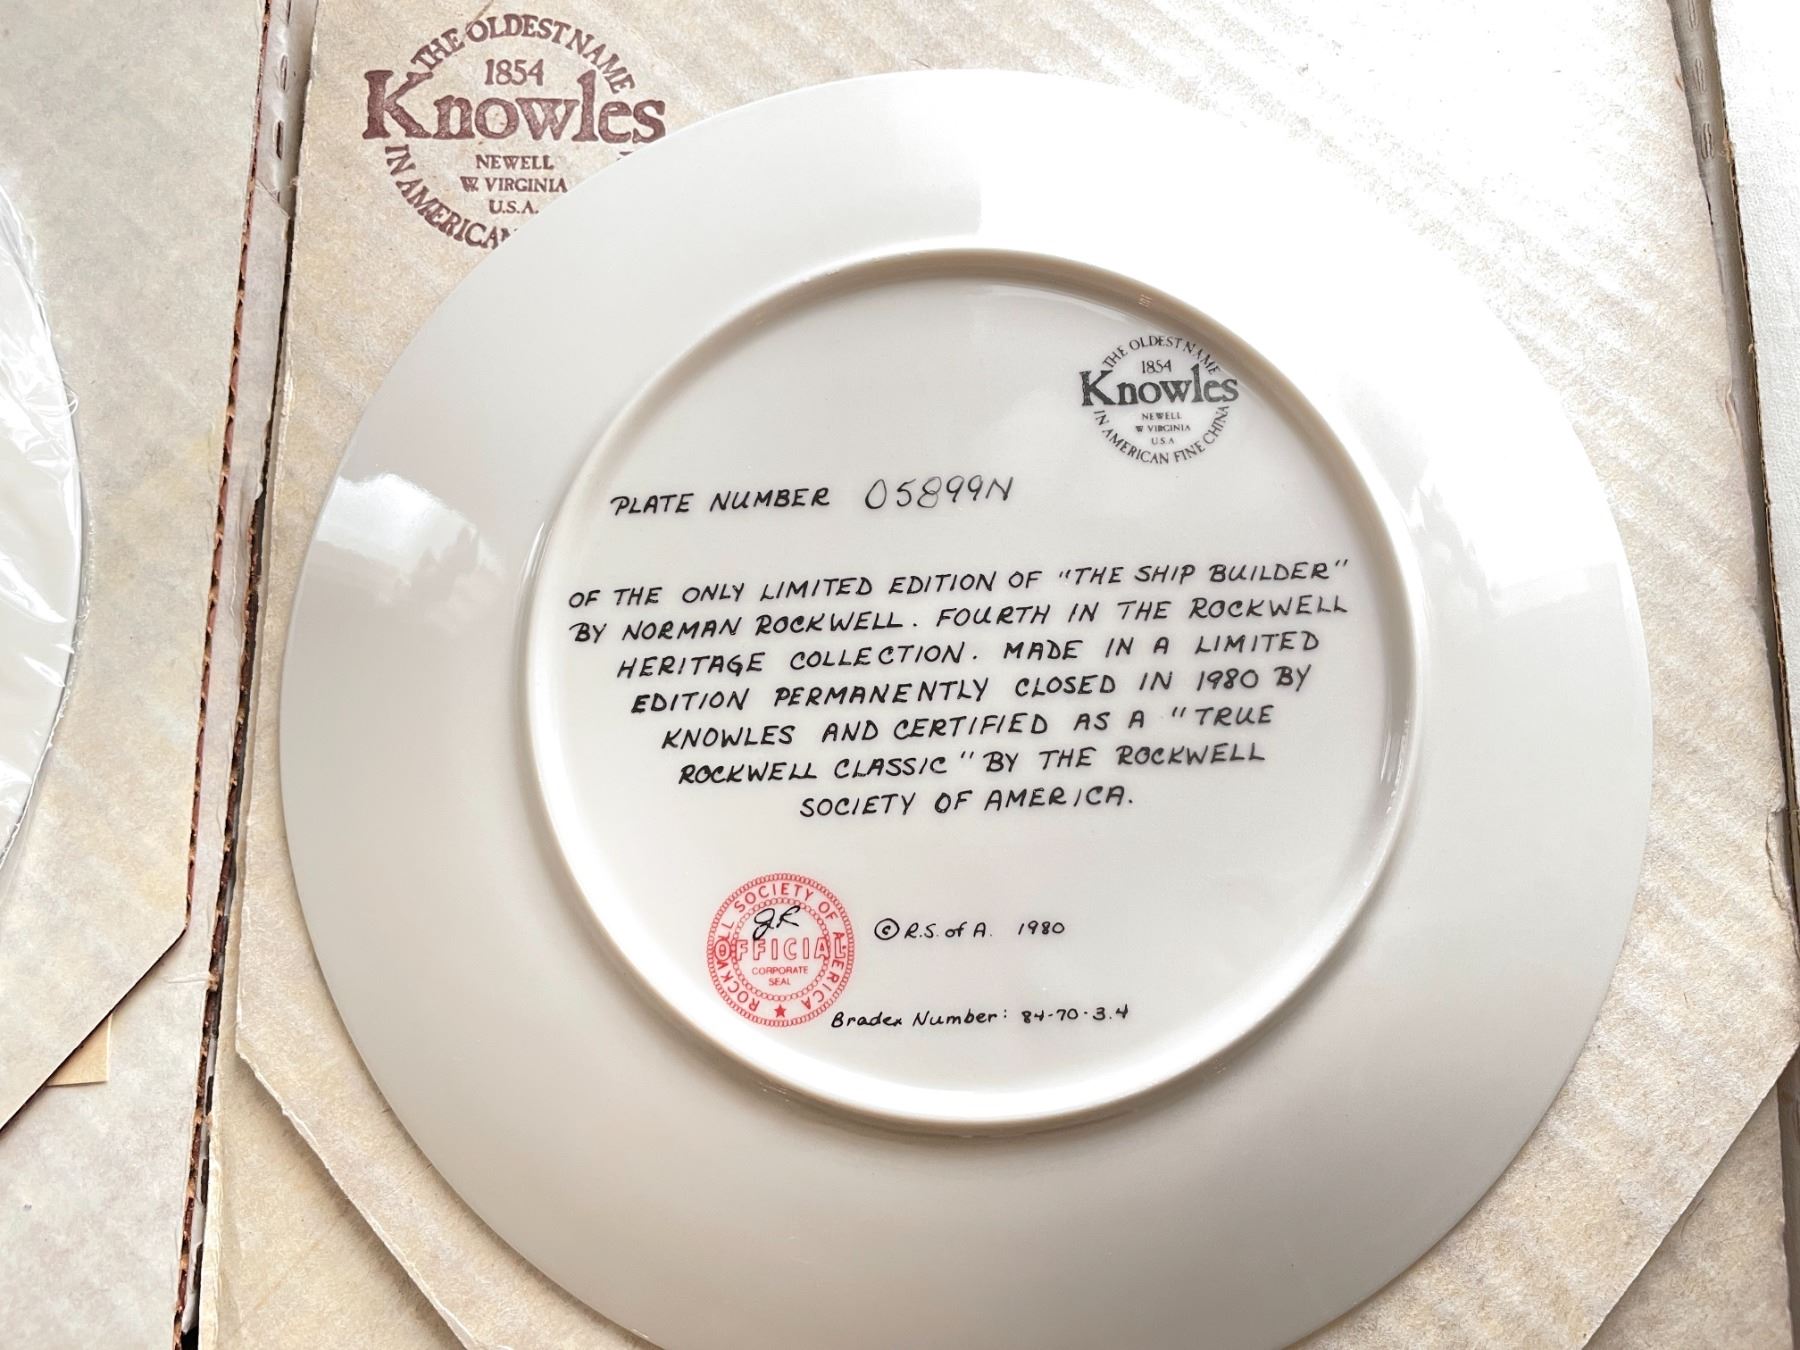 THE OLDEST NAME
1854
Knowles
NEWELL
W. VIRGINIA
U.S.A.
IN AMERICAN
THE OLDEST NAME
1854
Knowles
NEWELL
W VIRGINIA
U.S.A
IN AMERICAN FINE CHINA
PLATE NUMBER 05899N
OF THE ONLY LIMITED EDITION OF "THE SHIP BUILDER"
BY NORMAN ROCKWELL. FOURTH IN THE ROCKWELL
HERITAGE COLLECTION. MADE IN A LIMITED
EDITION PERMANENTLY CLOSED IN 1980 BY
KNOWLES AND CERTIFIED AS A "TRUE
ROCKWELL CLASSIC" BY THE ROCKWELL
SOCIETY OF AMERICA.
ROCKWELL SOCIETY OF AMERICA
JR
OFFICIAL
CORPORATE
SEAL
© R.S. of A. 1980
Bradex Number: 84-70-3.4